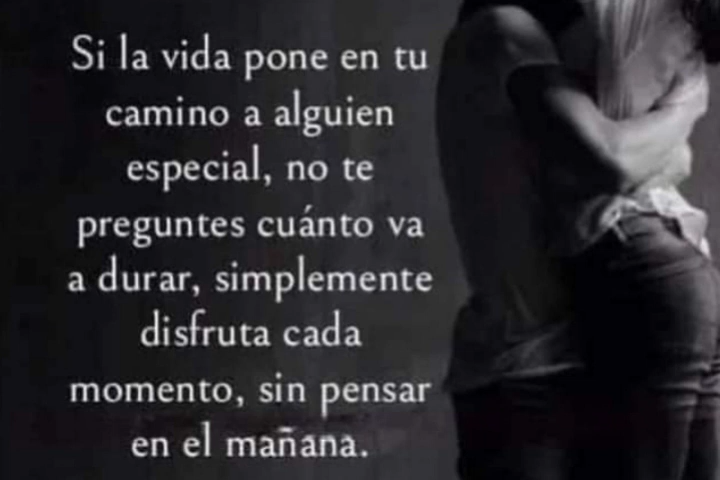 Si la vida pone en tu
camino a alguien
especial, no te
preguntes cuánto va
a durar, simplemente
disfruta cada
momento, sin pensar
en el mañana.